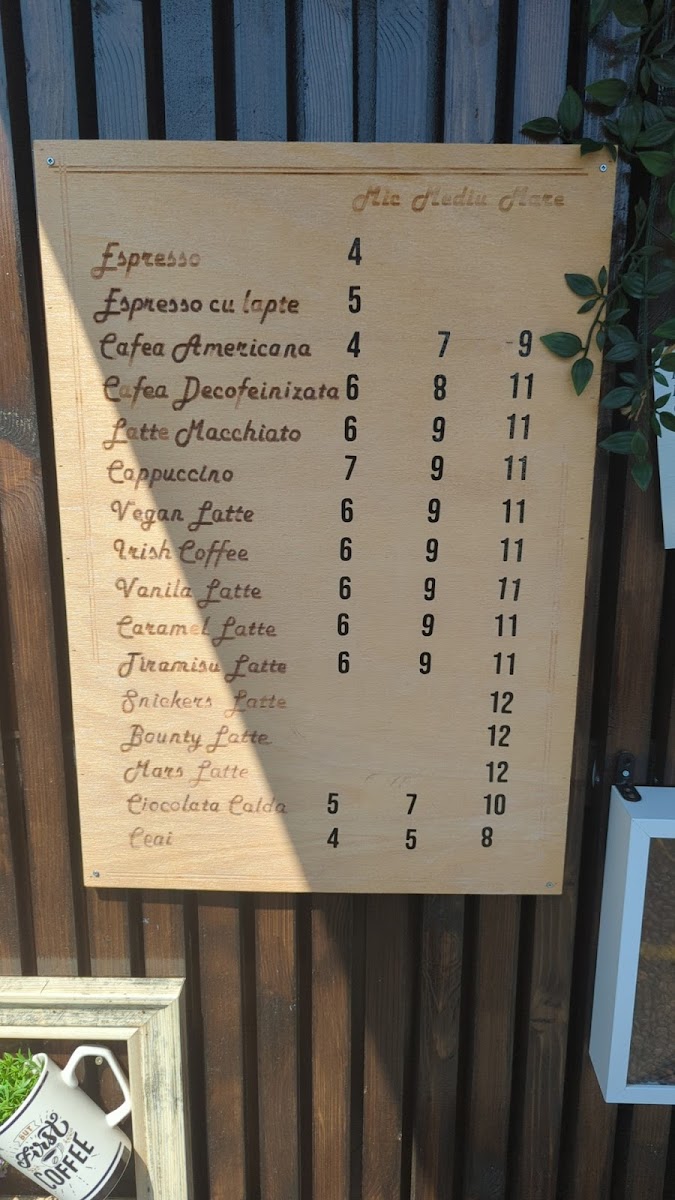 Mic Mediu Mare
Espresso 4
Espresso cu lapte 5
Cafea Americana 4 7 9
Cafea Decofeinizata 6 8 11
Latte Macchiato 6 9 11
Cappuccino 7 9 11
Vegan Latte 6 9 11
Irish Coffee 6 9 11
Vanila Latte 6 9 11
Caramel Latte 6 9 11
Tiramisu Latte 6 9 11
Snickers Latte 12
Bounty Latte 12
Mars Latte 12
Ciocolata Calda 5 7 10
Ceai 4 5 8
BUT
First
COFFEE